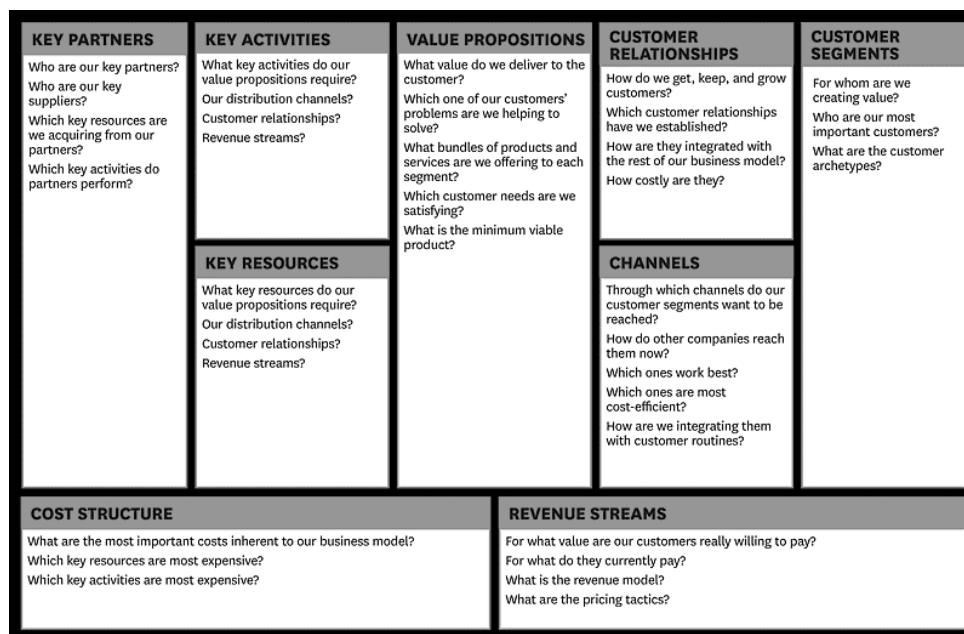 KEY PARTNERS
Who are our key partners?
Who are our key
suppliers?
Which key resources are
we acquiring from our
partners?
Which key activities do
partners perform?
KEY ACTIVITIES
What key activities do our
value propositions require?
Our distribution channels?
Customer relationships?
Revenue streams?
KEY RESOURCES
What key resources do our
value propositions require?
Our distribution channels?
Customer relationships?
Revenue streams?
VALUE PROPOSITIONS
What value do we deliver to the
customer?
Which one of our customers’
problems are we helping to
solve?
What bundles of products and
services are we offering to each
segment?
Which customer needs are we
satisfying?
What is the minimum viable
product?
CUSTOMER
RELATIONSHIPS
How do we get, keep, and grow
customers?
Which customer relationships
have we established?
How are they integrated with
the rest of our business model?
How costly are they?
CHANNELS
Through which channels do our
customer segments want to be
reached?
How do other companies reach
them now?
Which ones work best?
Which ones are most
cost-efficient?
How are we integrating them
with customer routines?
CUSTOMER
SEGMENTS
For whom are we
creating value?
Who are our most
important customers?
What are the customer
archetypes?
COST STRUCTURE
What are the most important costs inherent to our business model?
Which key resources are most expensive?
Which key activities are most expensive?
REVENUE STREAMS
For what value are our customers really willing to pay?
For what do they currently pay?
What is the revenue model?
What are the pricing tactics?